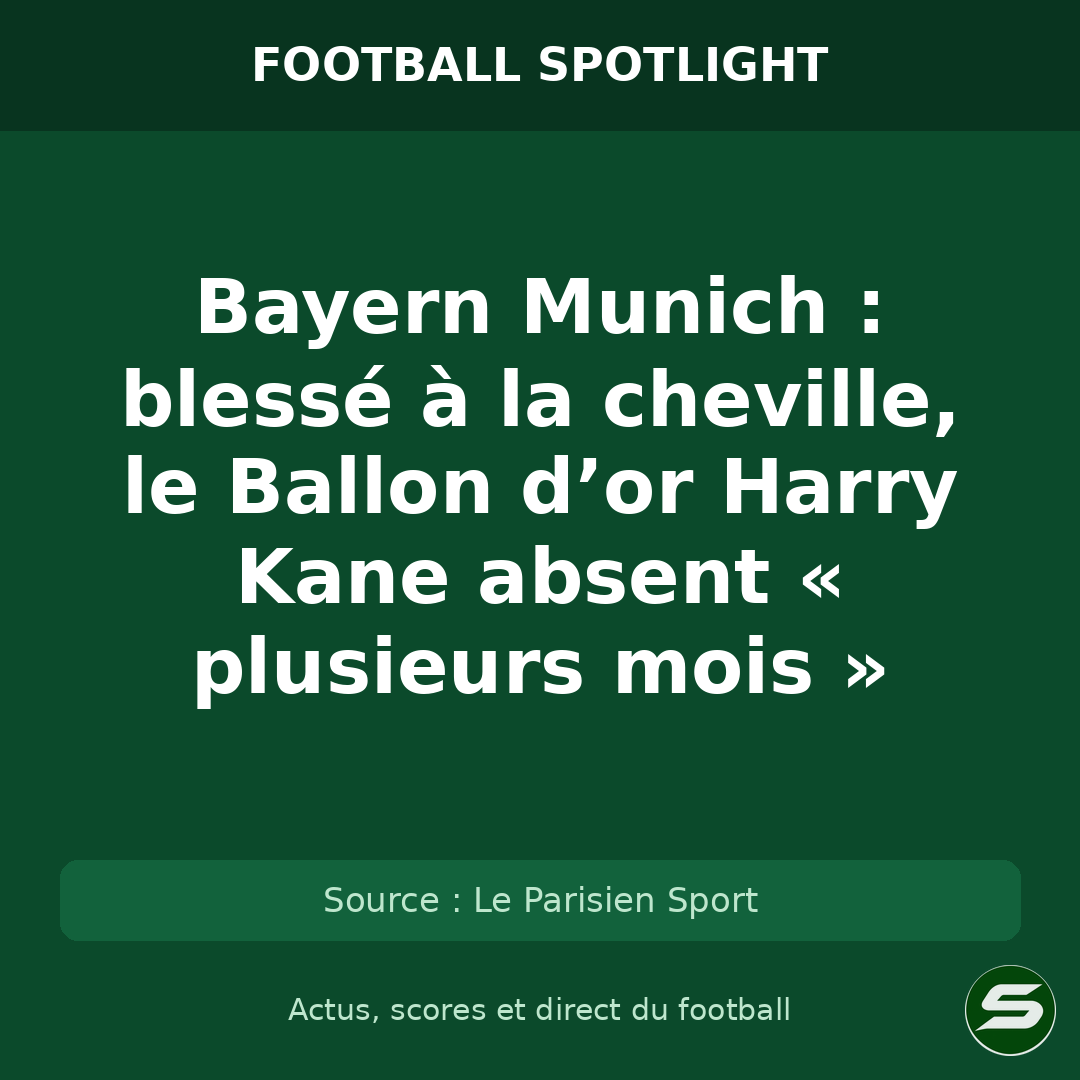 FOOTBALL SPOTLIGHT
Bayern Munich :
blessé à la cheville,
le Ballon d’or Harry
Kane absent «
plusieurs mois »
Source : Le Parisien Sport
Actus, scores et direct du football
S